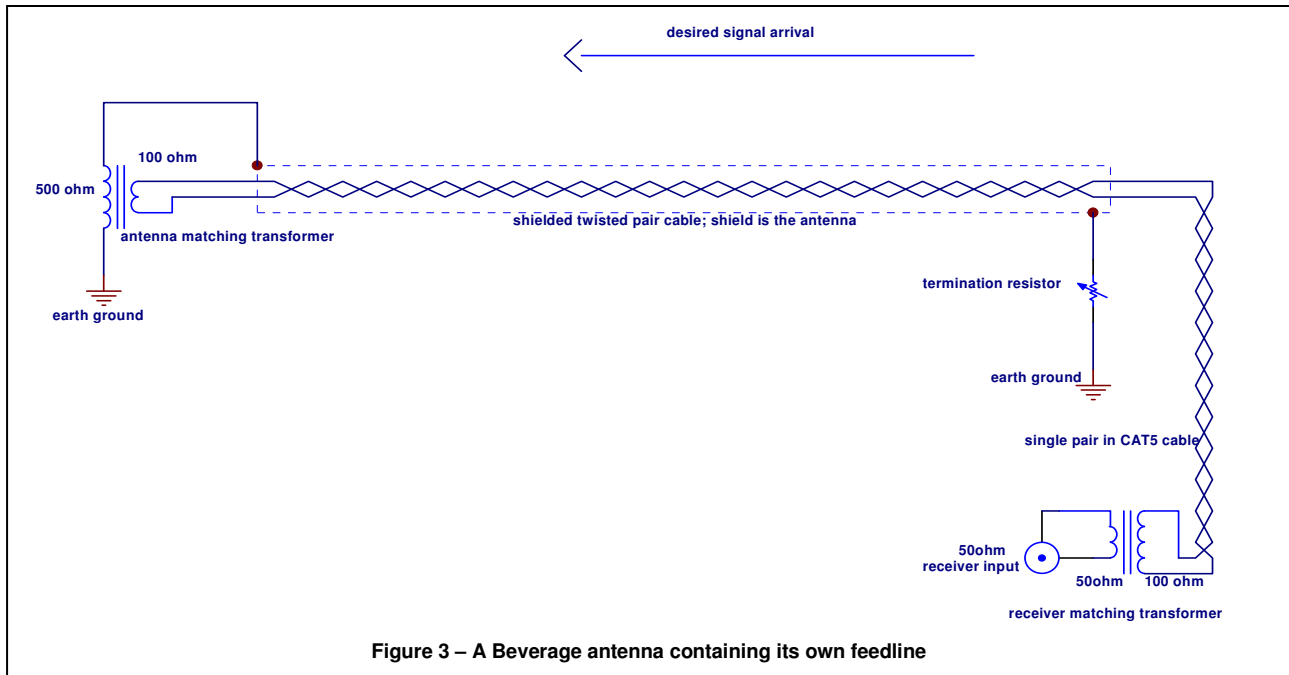 desired signal arrival
100 ohm
500 ohm
antenna matching transformer
earth ground
shielded twisted pair cable; shield is the antenna
termination resistor
earth ground
single pair in CAT5 cable
50ohm
receiver input
50ohm
100 ohm
receiver matching transformer
Figure 3 – A Beverage antenna containing its own feedline